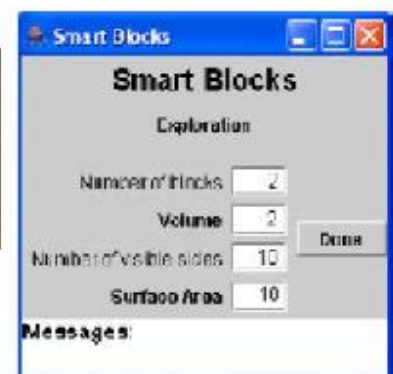 Smart Blocks
Smart Blocks
Exploration
Number of blocks 2
Volume 2
Done
Number of visible sides 10
Surface Area 10
Messages: